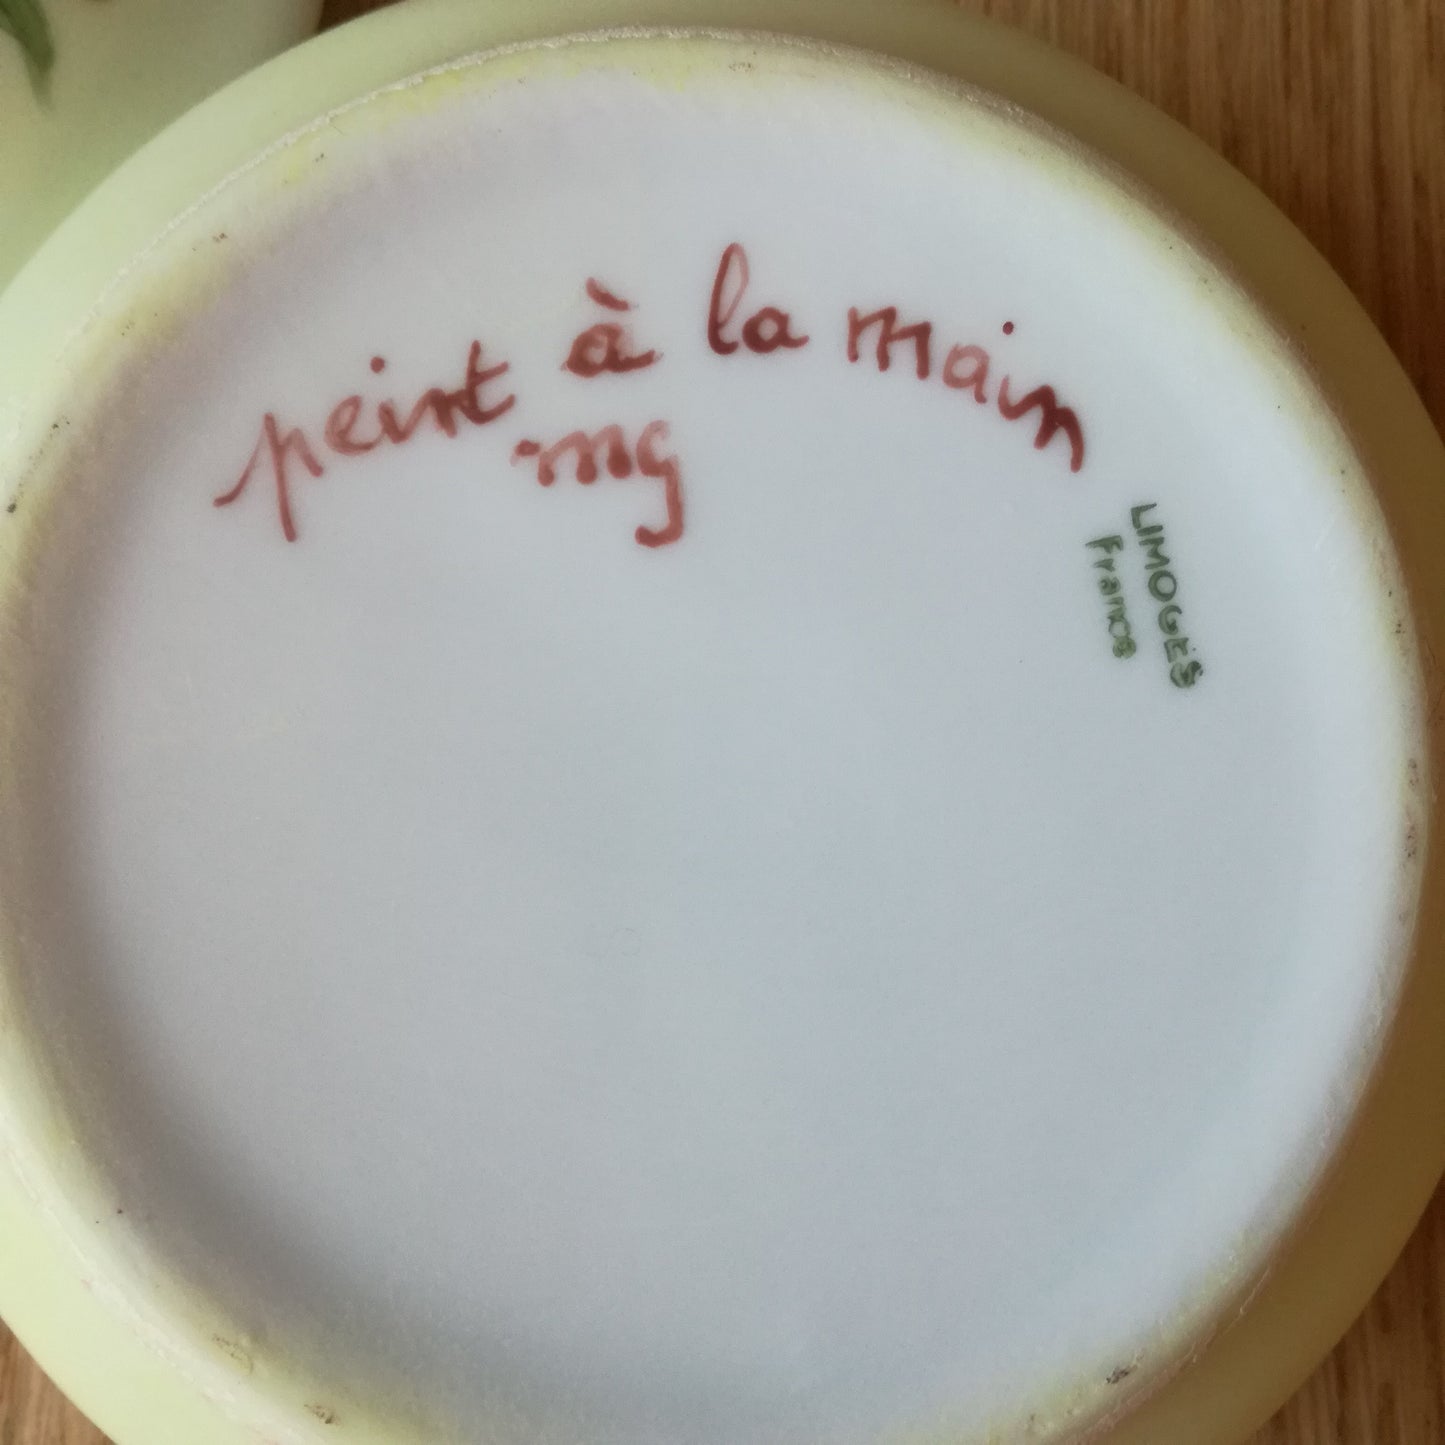 peint à la main
mg
LIMOGES
France